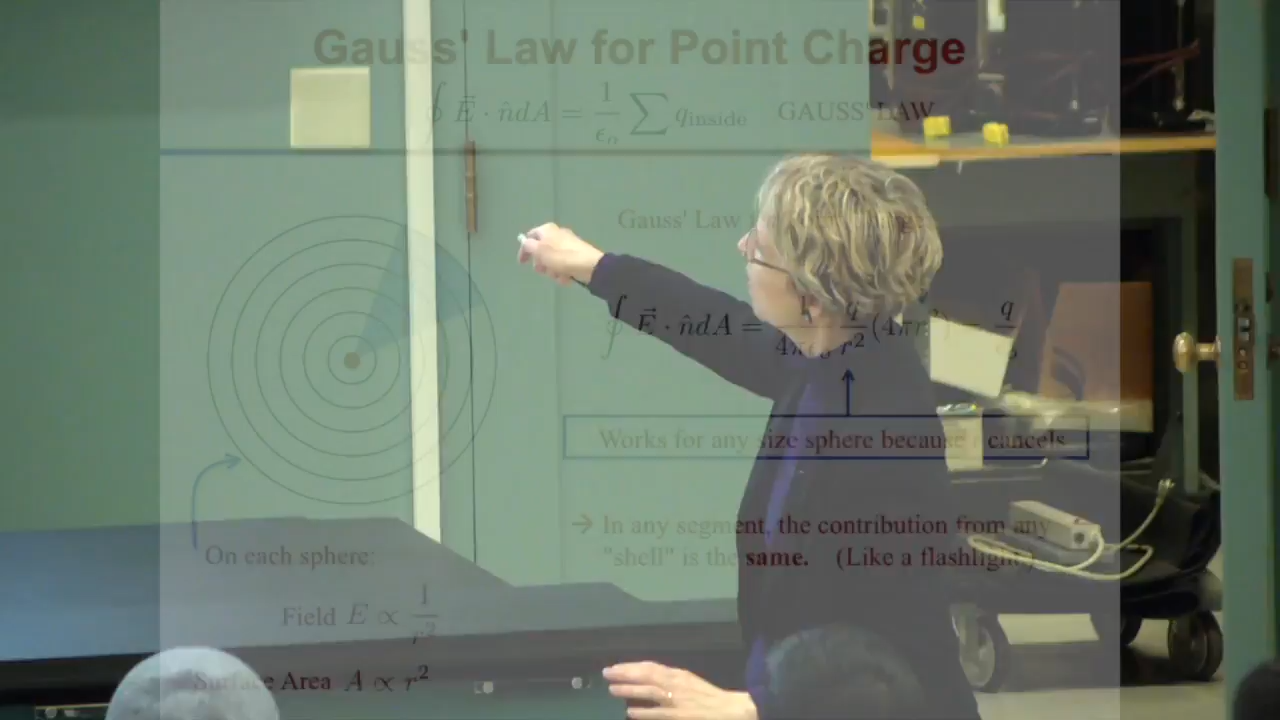 Gauss' Law for Point Charge
∮ E⃗ · n̂dA = 1/ϵ₀ ∑ q_inside GAUSS' LAW
Gauss' Law
∮ E⃗ · n̂dA = 1/4πϵ₀ q/r² (4πr²) = q/ϵ₀
Works for any size sphere because r cancels
→ In any segment, the contribution from any
"shell" is the same. (Like a flashlight)
On each sphere:
Field E ∝ 1/r²
Surface Area A ∝ r²